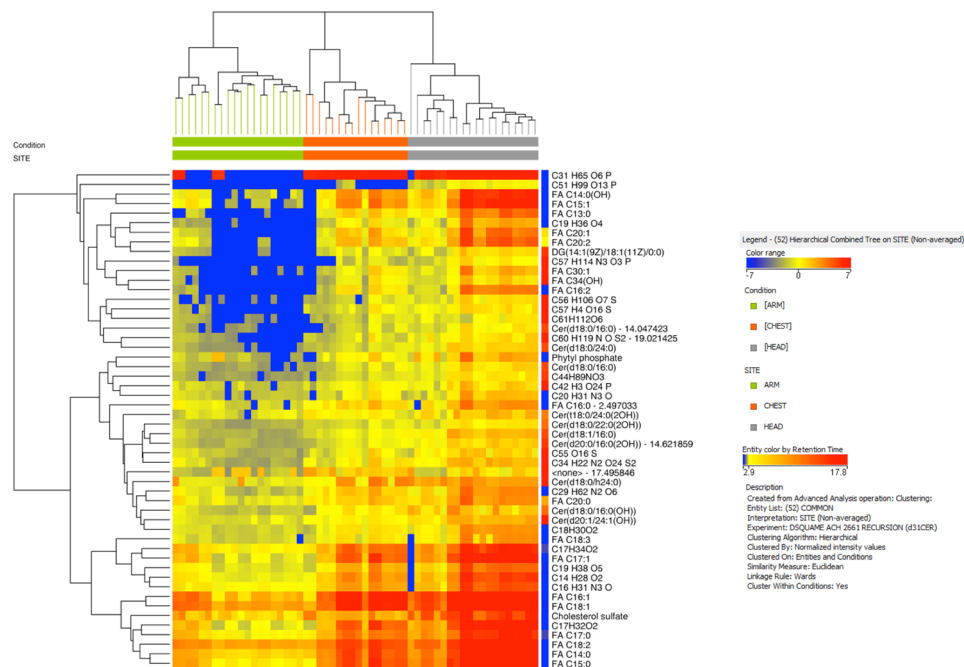 Condition
SITE
C31 H65 O6 P
C51 H99 O13 P
FA C14:0(OH)
FA C15:1
FA C13:0
C19 H36 O4
FA C20:1
FA C20:2
DG(14:1(9Z)/18:1(11Z)/0:0)
C57 H114 N3 O3 P
FA C30:1
FA C34(OH)
FA C16:2
C56 H106 O7 S
C57 H4 O16 S
C61H112O6
Cer(d18:0/16:0) - 14.047423
C60 H119 N O S2 - 19.021425
Cer(d18:0/24:0)
Phytyl phosphate
Cer(d18:0/16:0)
C44H89NO3
C42 H3 O24 P
C20 H31 N3 O
FA C16:0 - 2.497033
Cer(t18:0/24:0(2OH))
Cer(d18:0/22:0(2OH))
Cer(d18:1/16:0)
Cer(d20:0/16:0(2OH)) - 14.621859
C55 O16 S
C34 H22 N2 O24 S2
<none> - 17.495846
Cer(d18:0/h24:0)
C29 H62 N2 O6
FA C20:0
Cer(d18:0/16:0(OH))
Cer(d20:1/24:1(OH))
C18H30O2
FA C18:3
C17H34O2
FA C17:1
C19 H38 O5
C14 H28 O2
C16 H31 N3 O
FA C16:1
FA C18:1
Cholesterol sulfate
C17H32O2
FA C17:0
FA C18:2
FA C14:0
FA C15:0
Legend - (52) Hierarchical Combined Tree on SITE (Non-averaged)
Color range
-7 0 7
Condition
[ARM]
[CHEST]
[HEAD]
SITE
ARM
CHEST
HEAD
Entity color by Retention Time
2.9 17.8
Description
Created from Advanced Analysis operation: Clustering:
Entity List: (52) COMMON
Interpretation: SITE (Non-averaged)
Experiment: DSQUAME ACH 2661 RECURSION (d31CER)
Clustering Algorithm: Hierarchical
Clustered By: Normalized intensity values
Clustered On: Entities and Conditions
Similarity Measure: Euclidean
Linkage Rule: Wards
Cluster Within Conditions: Yes